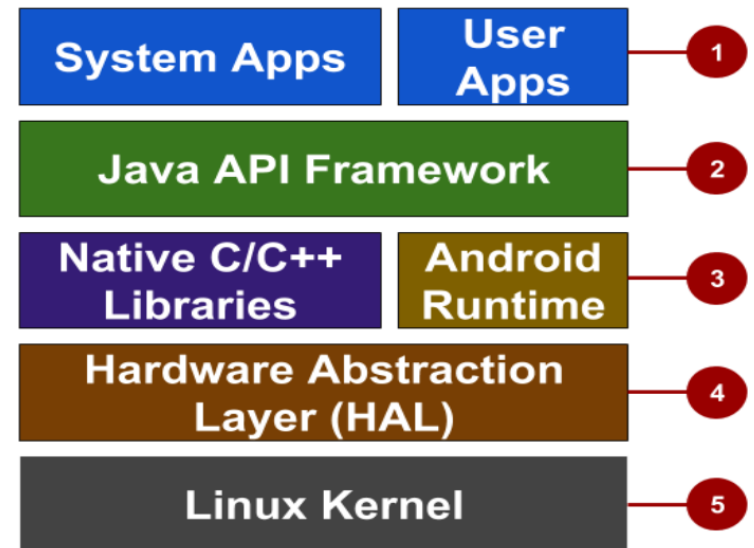 System Apps
User
Apps
1
Java API Framework
2
Native C/C++
Libraries
Android
Runtime
3
Hardware Abstraction
Layer (HAL)
4
Linux Kernel
5